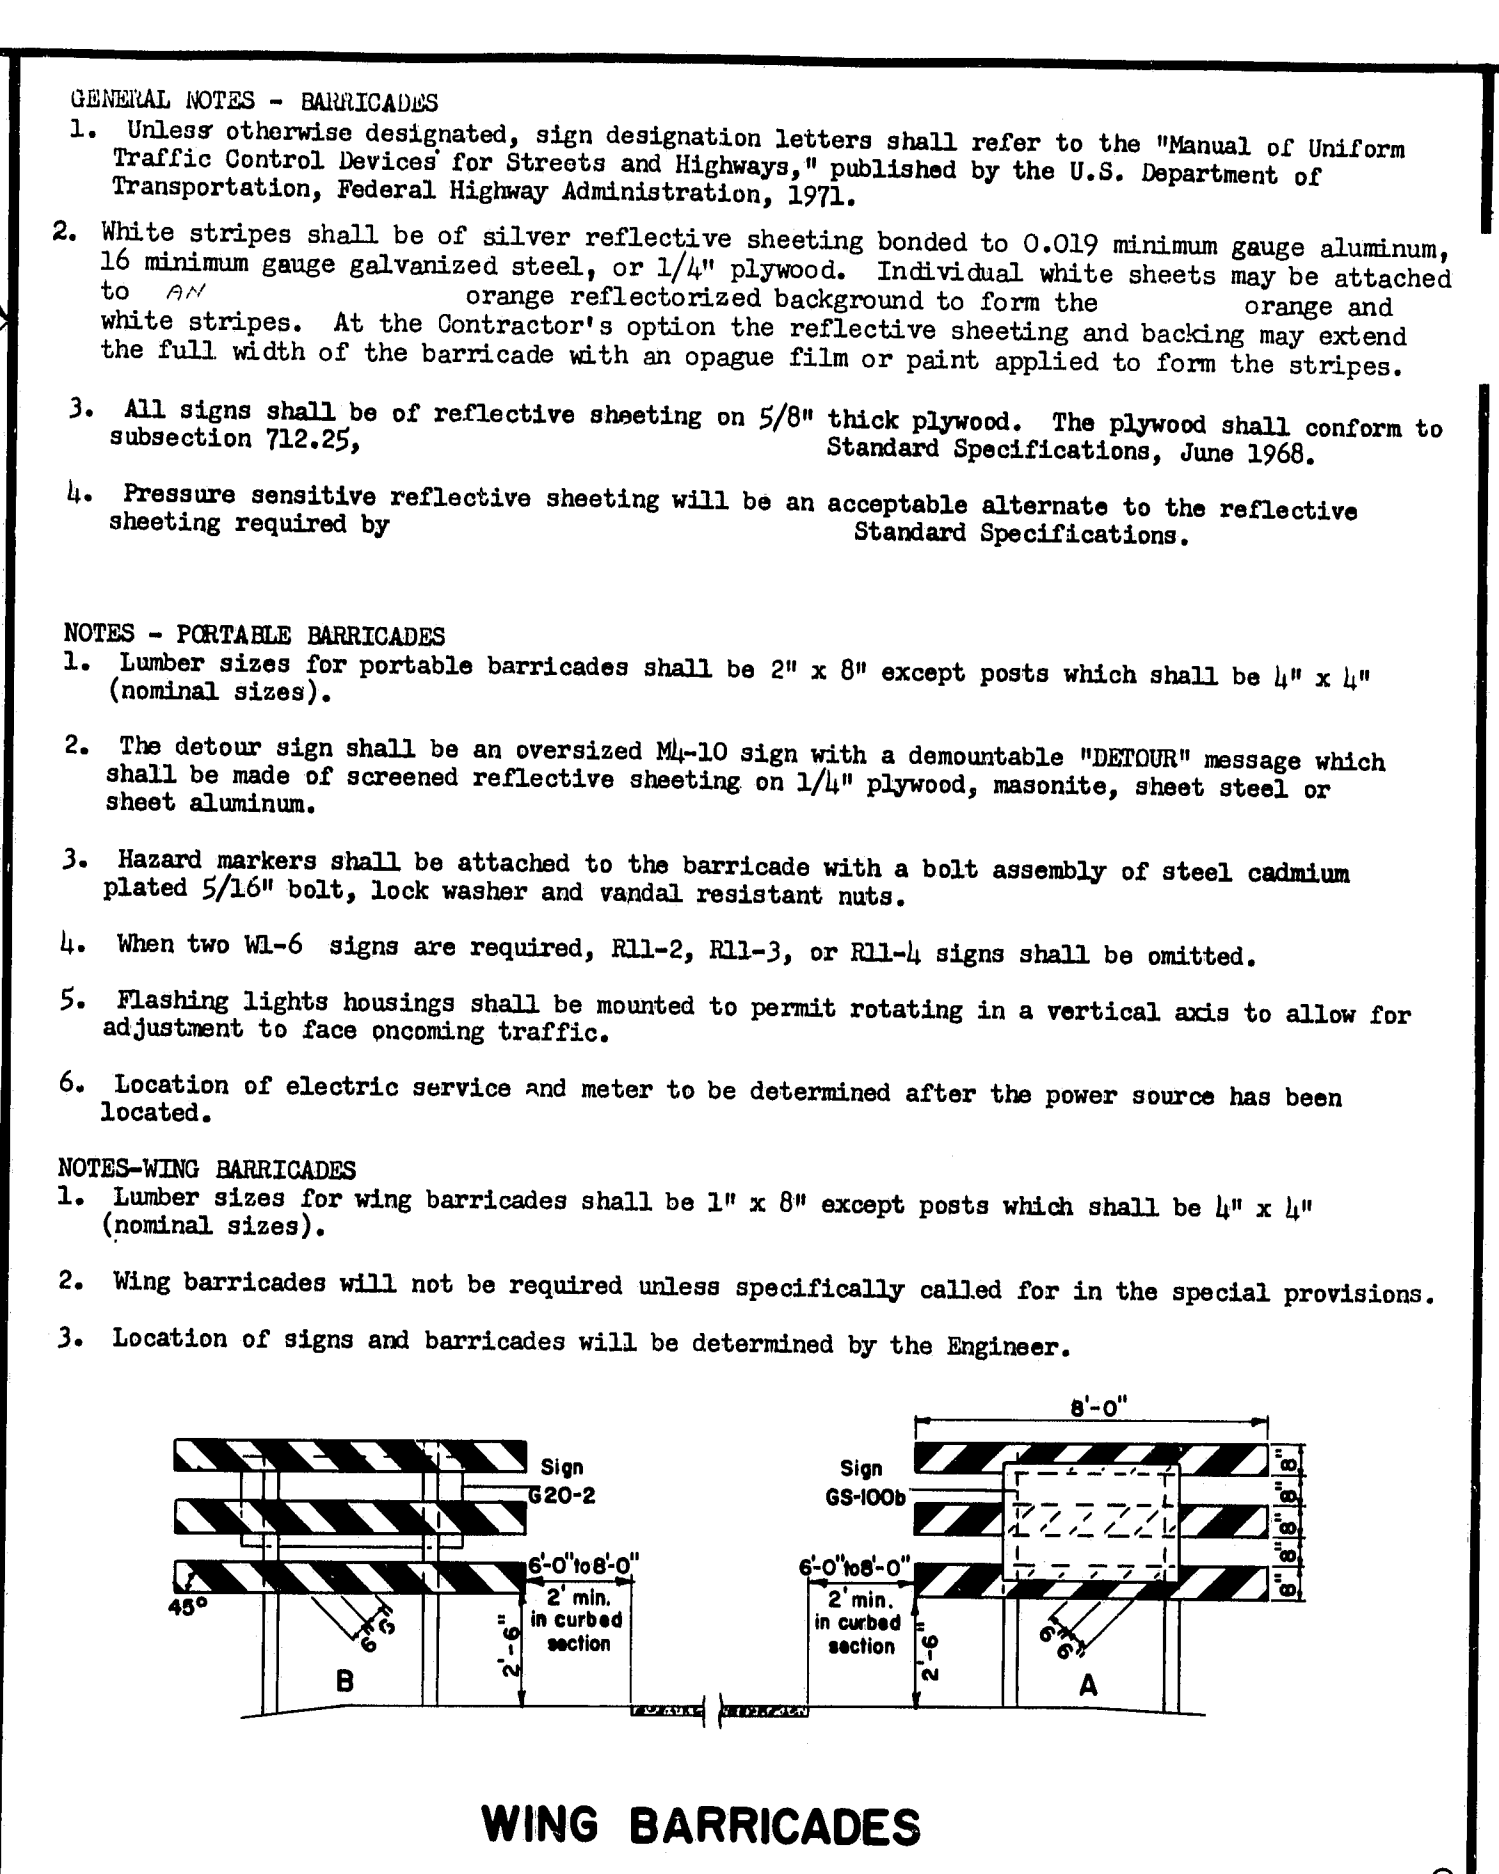 GENERAL NOTES - BARRICADES
1. Unless otherwise designated, sign designation letters shall refer to the "Manual of Uniform
Traffic Control Devices for Streets and Highways," published by the U.S. Department of
Transportation, Federal Highway Administration, 1971.
2. White stripes shall be of silver reflective sheeting bonded to 0.019 minimum gauge aluminum,
16 minimum gauge galvanized steel, or 1/4" plywood. Individual white sheets may be attached
to AN orange reflectorized background to form the orange and
white stripes. At the Contractor's option the reflective sheeting and backing may extend
the full width of the barricade with an opague film or paint applied to form the stripes.
3. All signs shall be of reflective sheeting on 5/8" thick plywood. The plywood shall conform to
subsection 712.25, Standard Specifications, June 1968.
4. Pressure sensitive reflective sheeting will be an acceptable alternate to the reflective
sheeting required by Standard Specifications.
NOTES - PORTABLE BARRICADES
1. Lumber sizes for portable barricades shall be 2" x 8" except posts which shall be 4" x 4"
(nominal sizes).
2. The detour sign shall be an oversized M4-10 sign with a demountable "DETOUR" message which
shall be made of screened reflective sheeting on 1/4" plywood, masonite, sheet steel or
sheet aluminum.
3. Hazard markers shall be attached to the barricade with a bolt assembly of steel cadmium
plated 5/16" bolt, lock washer and vandal resistant nuts.
4. When two W1-6 signs are required, R11-2, R11-3, or R11-4 signs shall be omitted.
5. Flashing lights housings shall be mounted to permit rotating in a vertical axis to allow for
adjustment to face oncoming traffic.
6. Location of electric service and meter to be determined after the power source has been
located.
NOTES-WING BARRICADES
1. Lumber sizes for wing barricades shall be 1" x 8" except posts which shall be 4" x 4"
(nominal sizes).
2. Wing barricades will not be required unless specifically called for in the special provisions.
3. Location of signs and barricades will be determined by the Engineer.
Sign
G20-2
6'-0"to8'-0"
2' min.
in curbed
section
2'-6"
45°
6"
6"
B
8'-0"
Sign
GS-100b
8"
8"
8"
8"
8"
6'-0"to8'-0"
2' min.
in curbed
section
2'-6"
6"
6"
A
WING BARRICADES